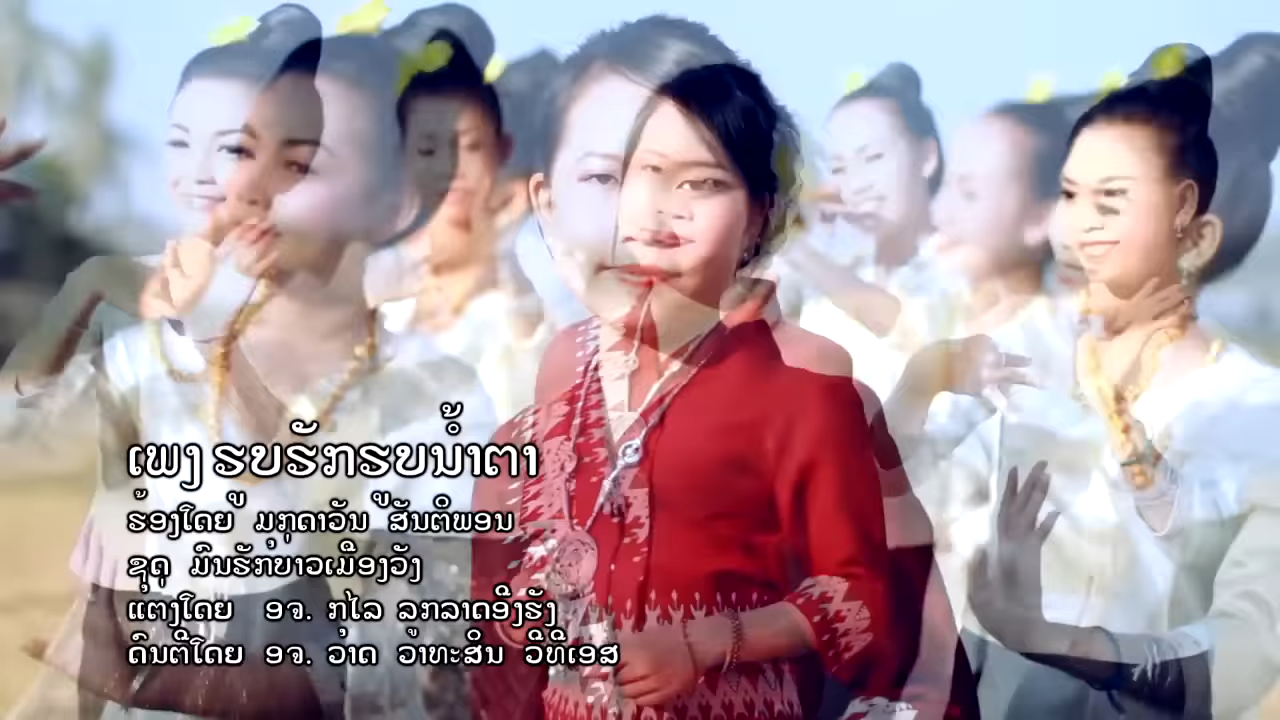 ເພງ ຮູບຮັກຮູບນ້ຳຕາ
ຮ້ອງໂດຍ ມຸກດາວັນ ສັນຕິພອນ
ຊຸດ ມົນຮັກບ່າວເມືອງວັງ
ແຕ່ງໂດຍ ອຈ. ກຸໄລ ລູກລາດອີງຮັງ
ດົນຕີໂດຍ ອຈ. ວາດ ວາທະສິນ ວີທີເອສ